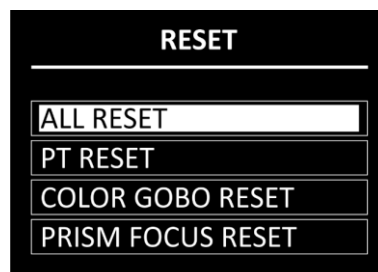 RESET
ALL RESET
PT RESET
COLOR GOBO RESET
PRISM FOCUS RESET